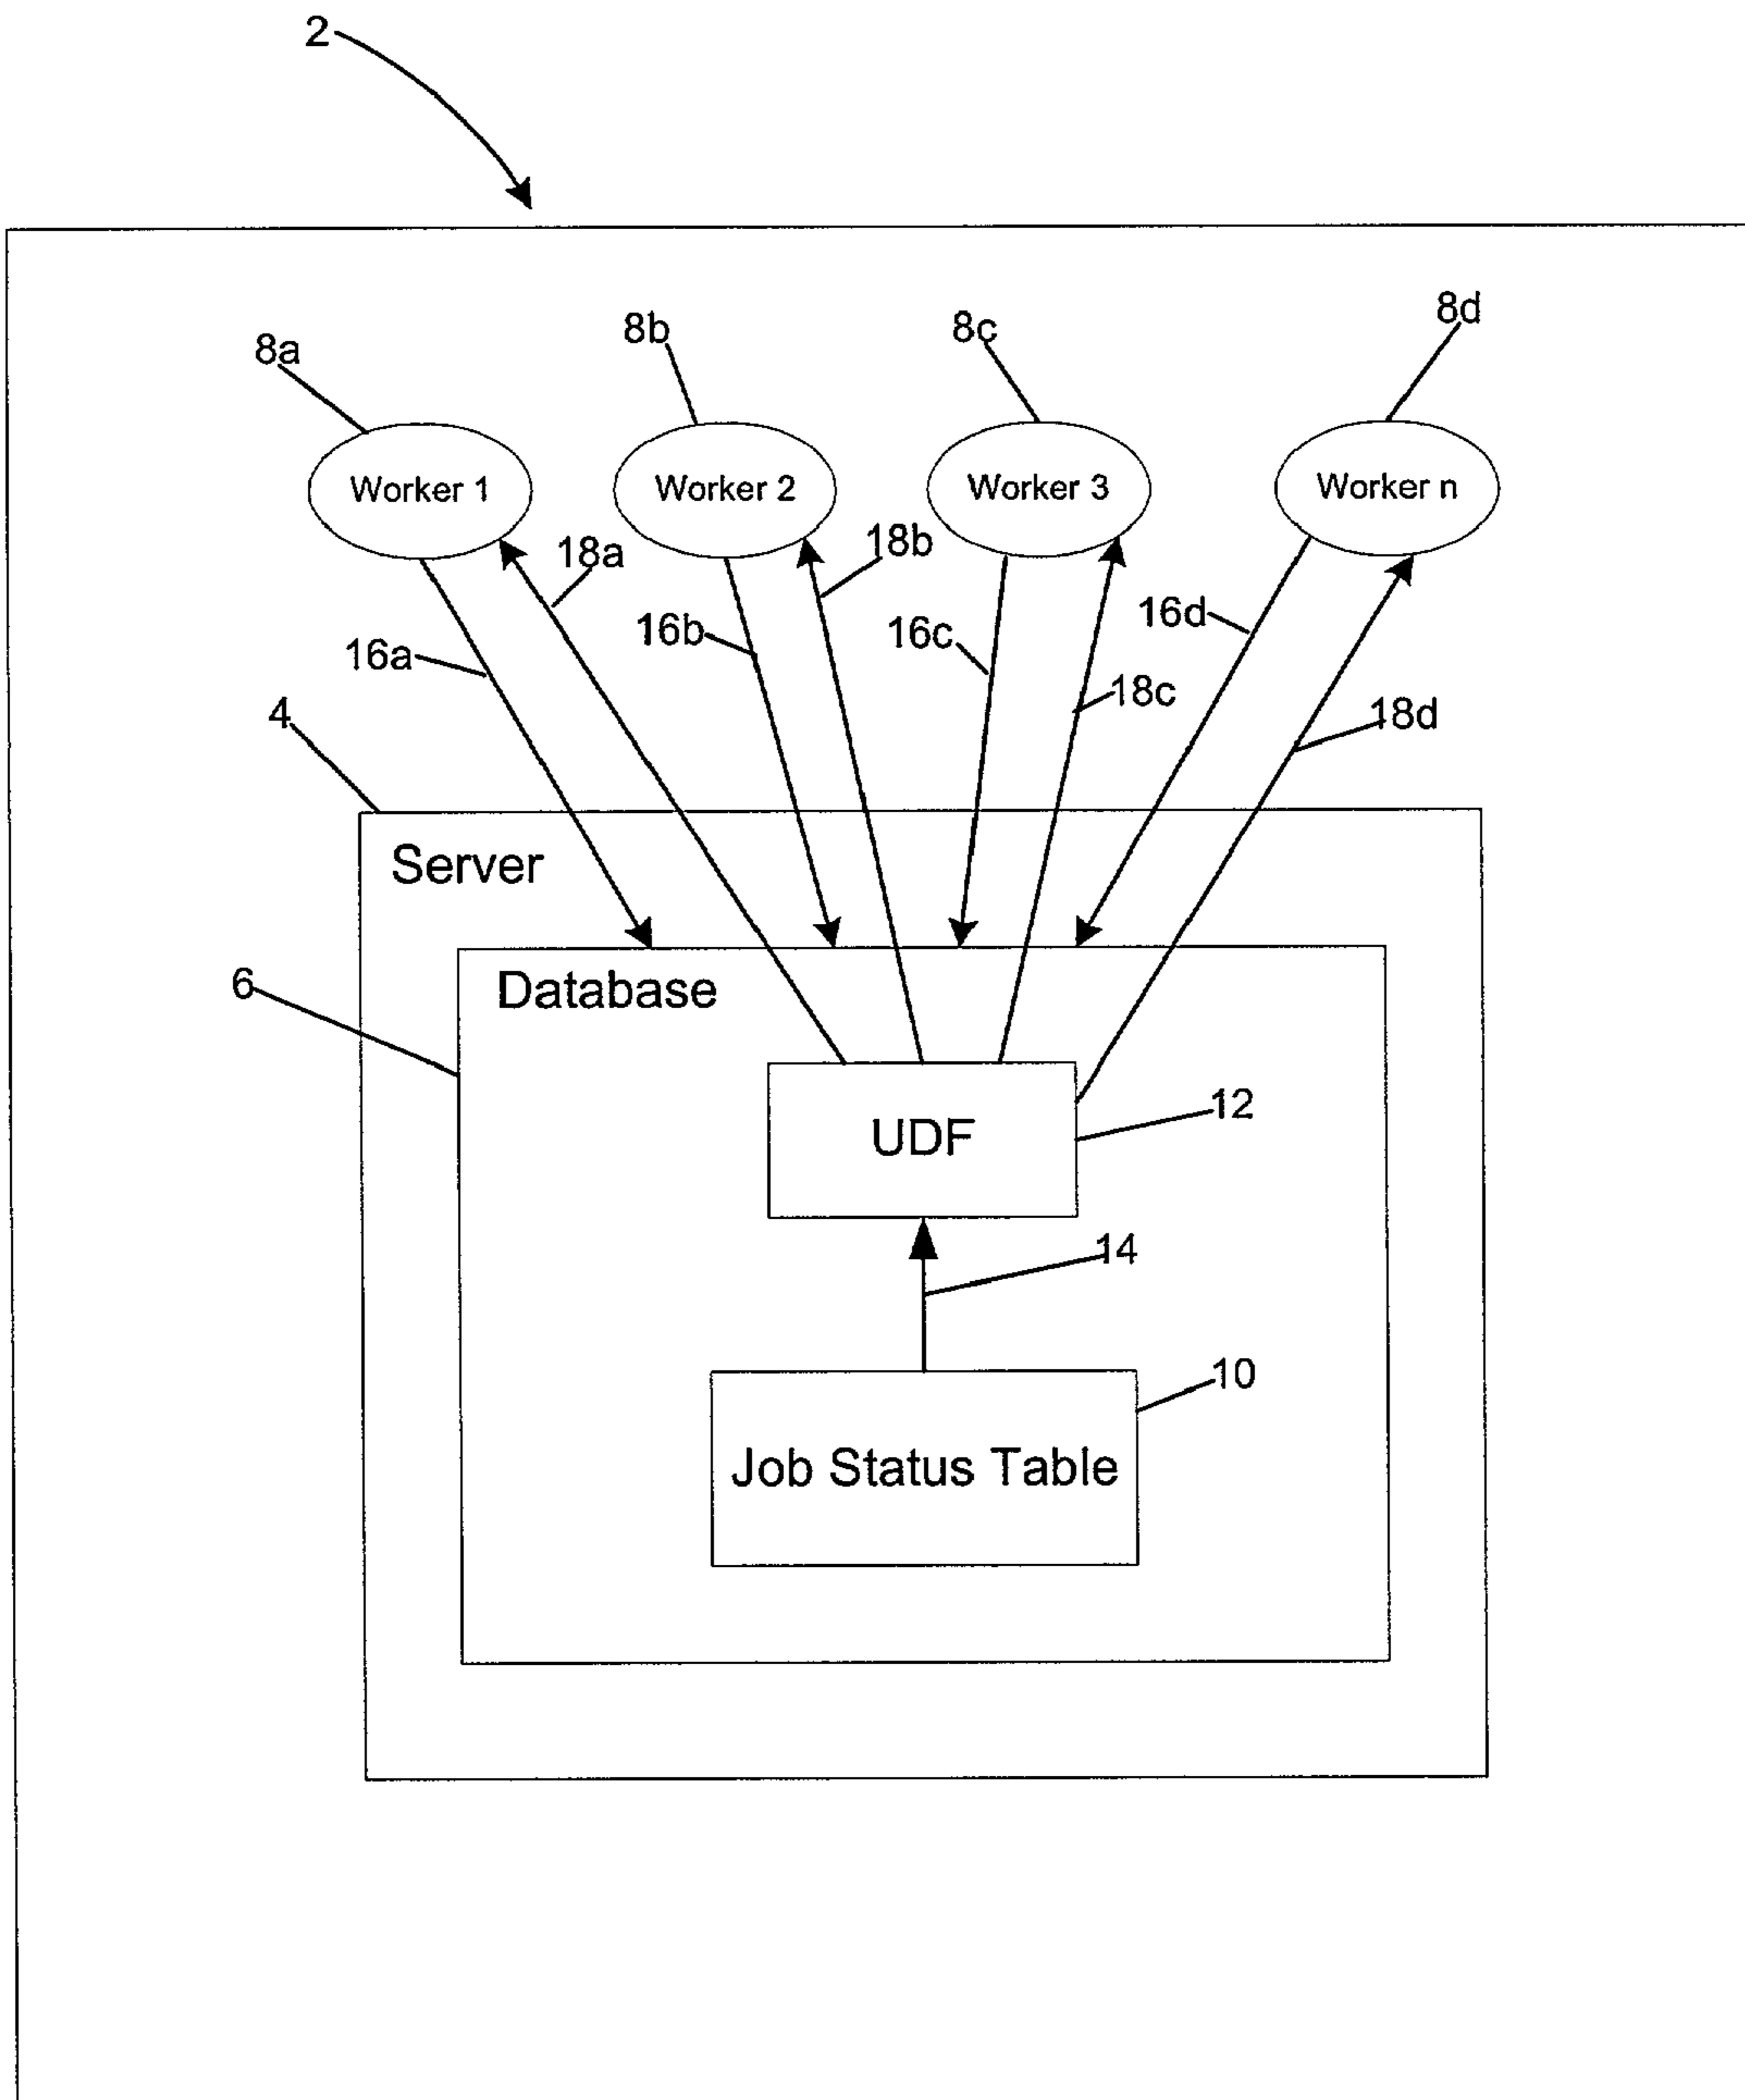 2
8a
8b
8c
8d
Worker 1
Worker 2
Worker 3
Worker n
18a
18b
16a
16b
16c
16d
18c
18d
4
Server
6
Database
UDF
12
14
10
Job Status Table